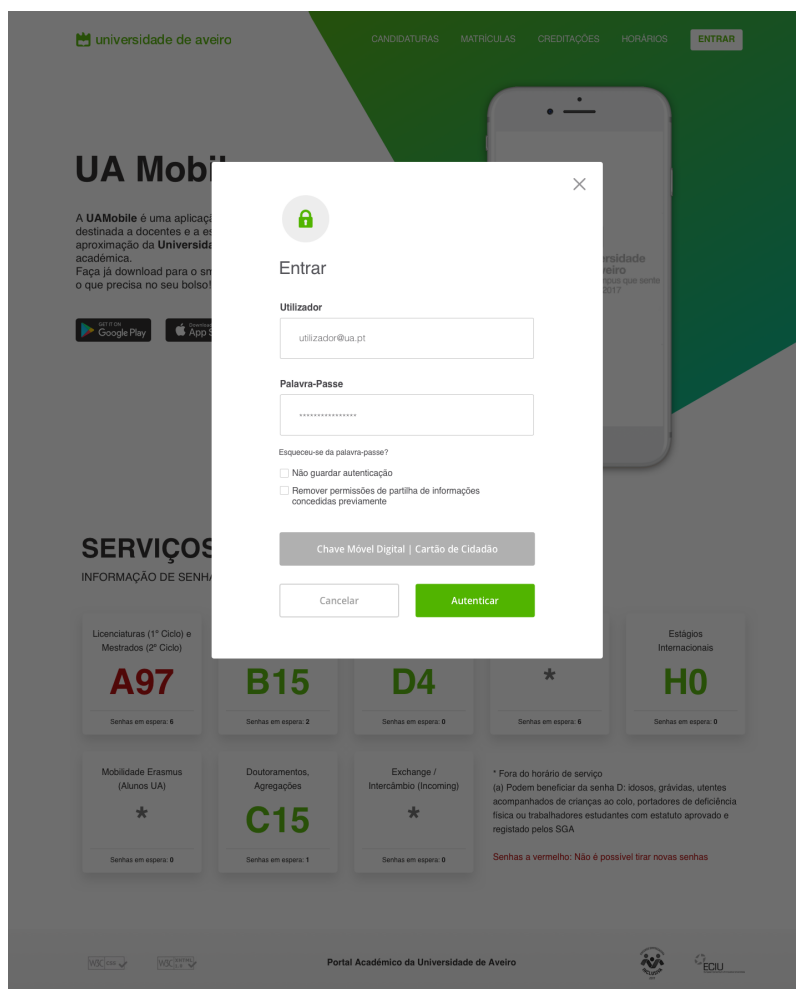 universidade de aveiro
CANDIDATURAS
MATRÍCULAS
CREDITAÇÕES
HORÁRIOS
ENTRAR
UA Mobil
A UAMobile é uma
destinada a docentes e a
aproximação da
académica.
Faça já download para o
o que precisa no seu bolso!
GET IT ON
Google Play
App
2017
Entrar
Utilizador
utilizador@ua.pt
Palavra-Passe
****************
Esqueceu-se da palavra-passe?
Não guardar autenticação
Remover permissões de partilha de informações
concedidas previamente
Chave Móvel Digital | Cartão de Cidadão
Cancelar
Autenticar
SERVIÇOS
INFORMAÇÃO DE
Licenciaturas (1º Ciclo) e
Mestrados (2º Ciclo)
A97
Senhas em espera: 6
B15
Senhas em espera: 2
D4
Senhas em espera: 0
*
Senhas em espera: 6
Estágios
Internacionais
H0
Senhas em espera: 0
Mobilidade Erasmus
(Alunos UA)
*
Senhas em espera: 0
Doutoramentos,
Agregações
C15
Senhas em espera: 1
Exchange /
Intercâmbio (Incoming)
*
Senhas em espera: 0
* Fora do horário de serviço
(a) Podem beneficiar da senha D: idosos, grávidas, utentes
acompanhados de crianças ao colo, portadores de deficiência
física ou trabalhadores estudantes com estatuto aprovado e
registado pelos SGA
Senhas a vermelho: Não é possível tirar novas senhas
W3C CSS
W3C
Portal Académico da Universidade de Aveiro
ECIU